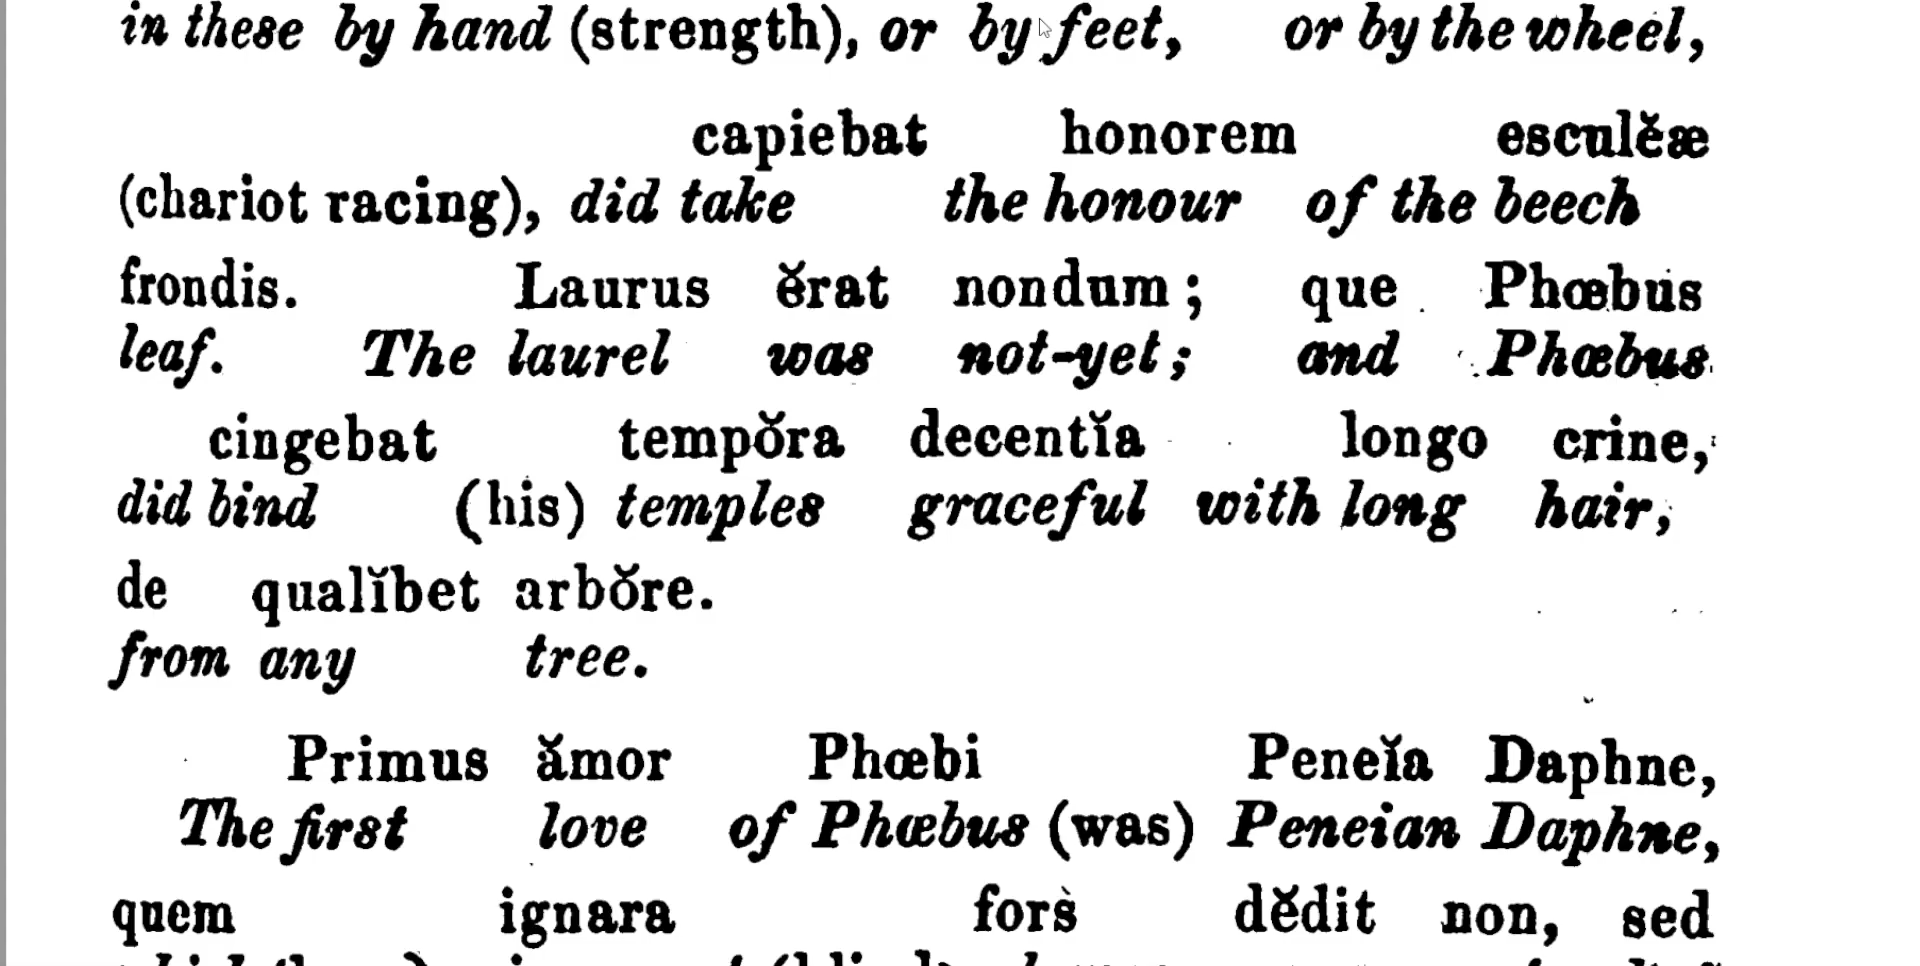 in these by hand (strength), or by feet, or by the wheel,
capiebat honorem esculĕæ
(chariot racing), did take the honour of the beech
frondis. Laurus ĕrat nondum; que Phœbus
leaf. The laurel was not-yet; and Phœbus
cingebat tempŏra decentĭa longo crine,
did bind (his) temples graceful with long hair,
de qualĭbet arbŏre.
from any tree.
Primus ămor Phœbi Peneĭa Daphne,
The first love of Phœbus (was) Peneian Daphne,
quem ignara fors dĕdit non, sed